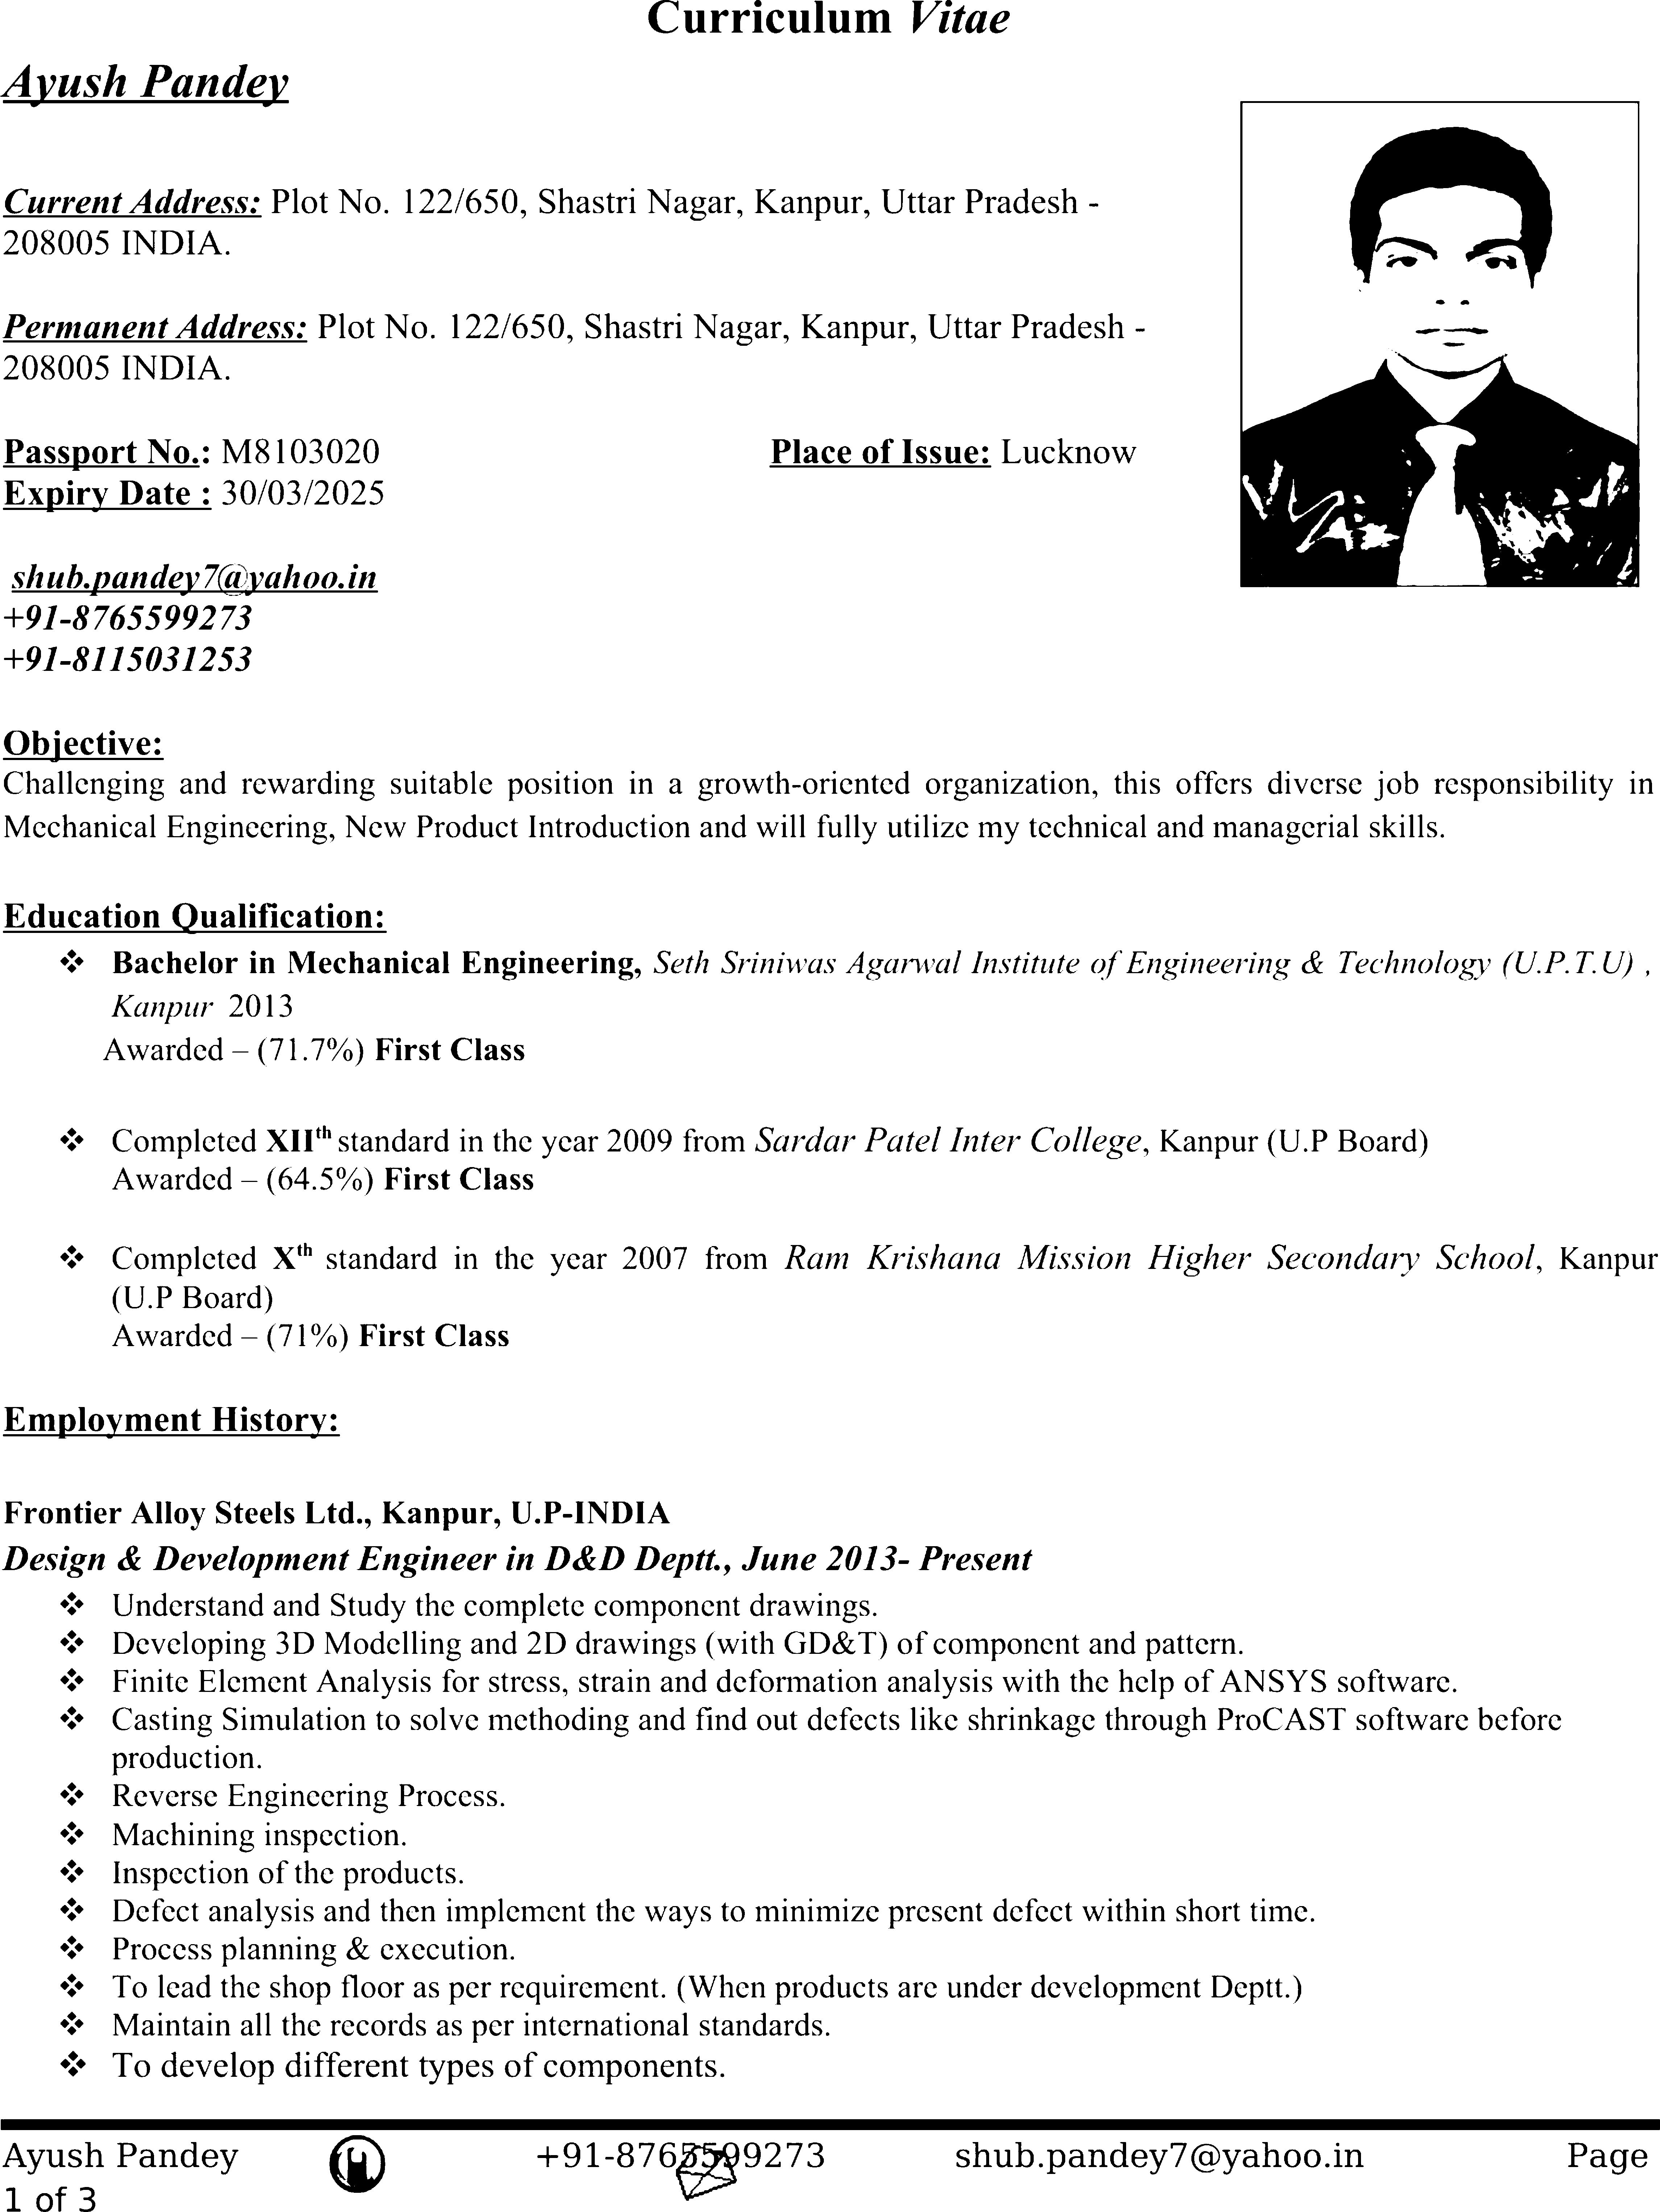 Curriculum Vitae
Ayush Pandey
Current Address: Plot No. 122/650, Shastri Nagar, Kanpur, Uttar Pradesh -
208005 INDIA.
Permanent Address: Plot No. 122/650, Shastri Nagar, Kanpur, Uttar Pradesh -
208005 INDIA.
Passport No.: M8103020 Place of Issue: Lucknow
Expiry Date : 30/03/2025
shub.pandey7@yahoo.in
+91-8765599273
+91-8115031253
Objective:
Challenging and rewarding suitable position in a growth-oriented organization, this offers diverse job responsibility in
Mechanical Engineering, New Product Introduction and will fully utilize my technical and managerial skills.
Education Qualification:
❖ Bachelor in Mechanical Engineering, Seth Sriniwas Agarwal Institute of Engineering & Technology (U.P.T.U) ,
Kanpur 2013
Awarded – (71.7%) First Class
❖ Completed XIIth standard in the year 2009 from Sardar Patel Inter College, Kanpur (U.P Board)
Awarded – (64.5%) First Class
❖ Completed Xth standard in the year 2007 from Ram Krishana Mission Higher Secondary School, Kanpur
(U.P Board)
Awarded – (71%) First Class
Employment History:
Frontier Alloy Steels Ltd., Kanpur, U.P-INDIA
Design & Development Engineer in D&D Deptt., June 2013- Present
❖ Understand and Study the complete component drawings.
❖ Developing 3D Modelling and 2D drawings (with GD&T) of component and pattern.
❖ Finite Element Analysis for stress, strain and deformation analysis with the help of ANSYS software.
❖ Casting Simulation to solve methoding and find out defects like shrinkage through ProCAST software before
production.
❖ Reverse Engineering Process.
❖ Machining inspection.
❖ Inspection of the products.
❖ Defect analysis and then implement the ways to minimize present defect within short time.
❖ Process planning & execution.
❖ To lead the shop floor as per requirement. (When products are under development Deptt.)
❖ Maintain all the records as per international standards.
❖ To develop different types of components.
Ayush Pandey +91-8765599273 shub.pandey7@yahoo.in Page
1 of 3